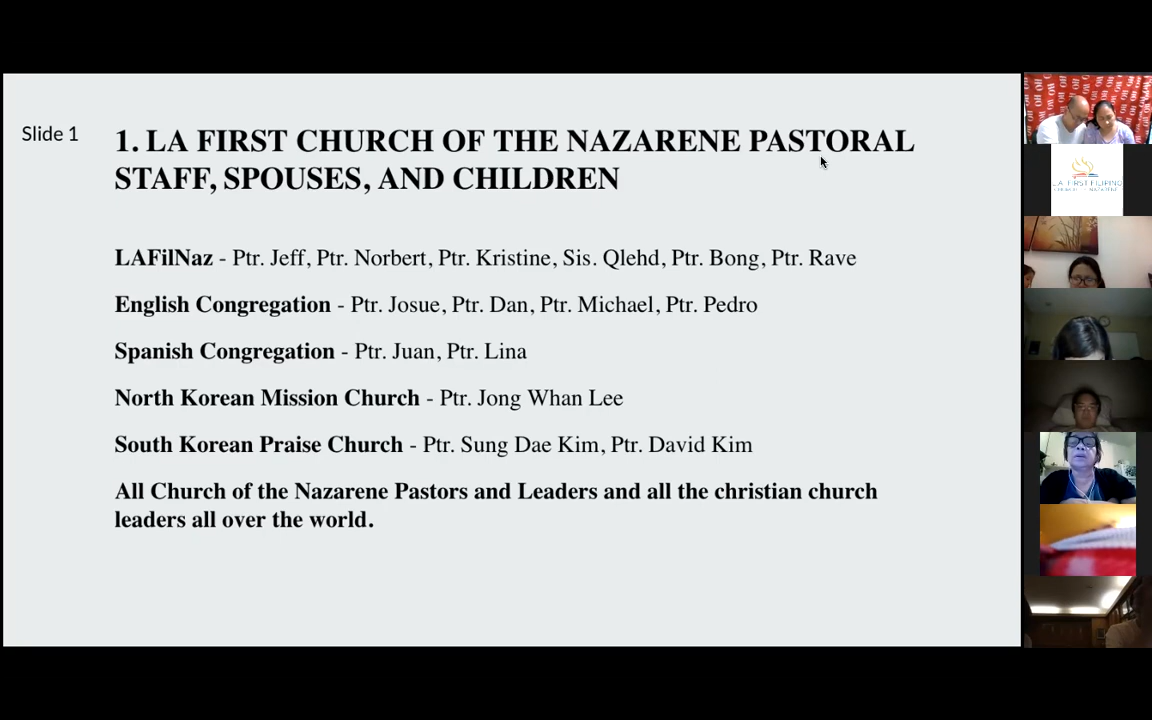 Slide 1
1. LA FIRST CHURCH OF THE NAZARENE PASTORAL
STAFF, SPOUSES, AND CHILDREN
LAFilNaz - Ptr. Jeff, Ptr. Norbert, Ptr. Kristine, Sis. Qlehd, Ptr. Bong, Ptr. Rave
English Congregation - Ptr. Josue, Ptr. Dan, Ptr. Michael, Ptr. Pedro
Spanish Congregation - Ptr. Juan, Ptr. Lina
North Korean Mission Church - Ptr. Jong Whan Lee
South Korean Praise Church - Ptr. Sung Dae Kim, Ptr. David Kim
All Church of the Nazarene Pastors and Leaders and all the christian church
leaders all over the world.
L.A. FIRST FILIPINO